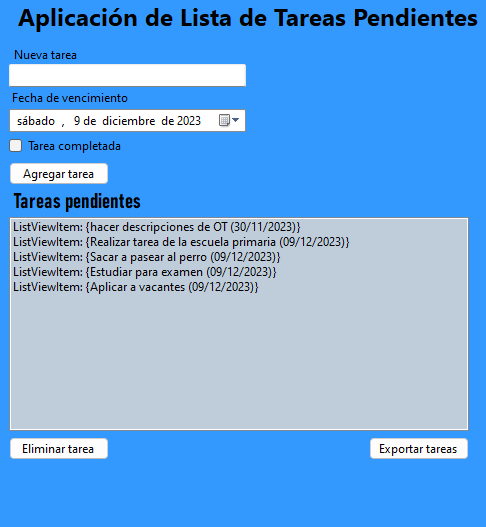 Aplicación de Lista de Tareas Pendientes
Nueva tarea
Fecha de vencimiento
sábado , 9 de diciembre de 2023
Tarea completada
Agregar tarea
Tareas pendientes
ListViewItem: {hacer descripciones de OT (30/11/2023)}
ListViewItem: {Realizar tarea de la escuela primaria (09/12/2023)}
ListViewItem: {Sacar a pasear al perro (09/12/2023)}
ListViewItem: {Estudiar para examen (09/12/2023)}
ListViewItem: {Aplicar a vacantes (09/12/2023)}
Eliminar tarea Exportar tareas